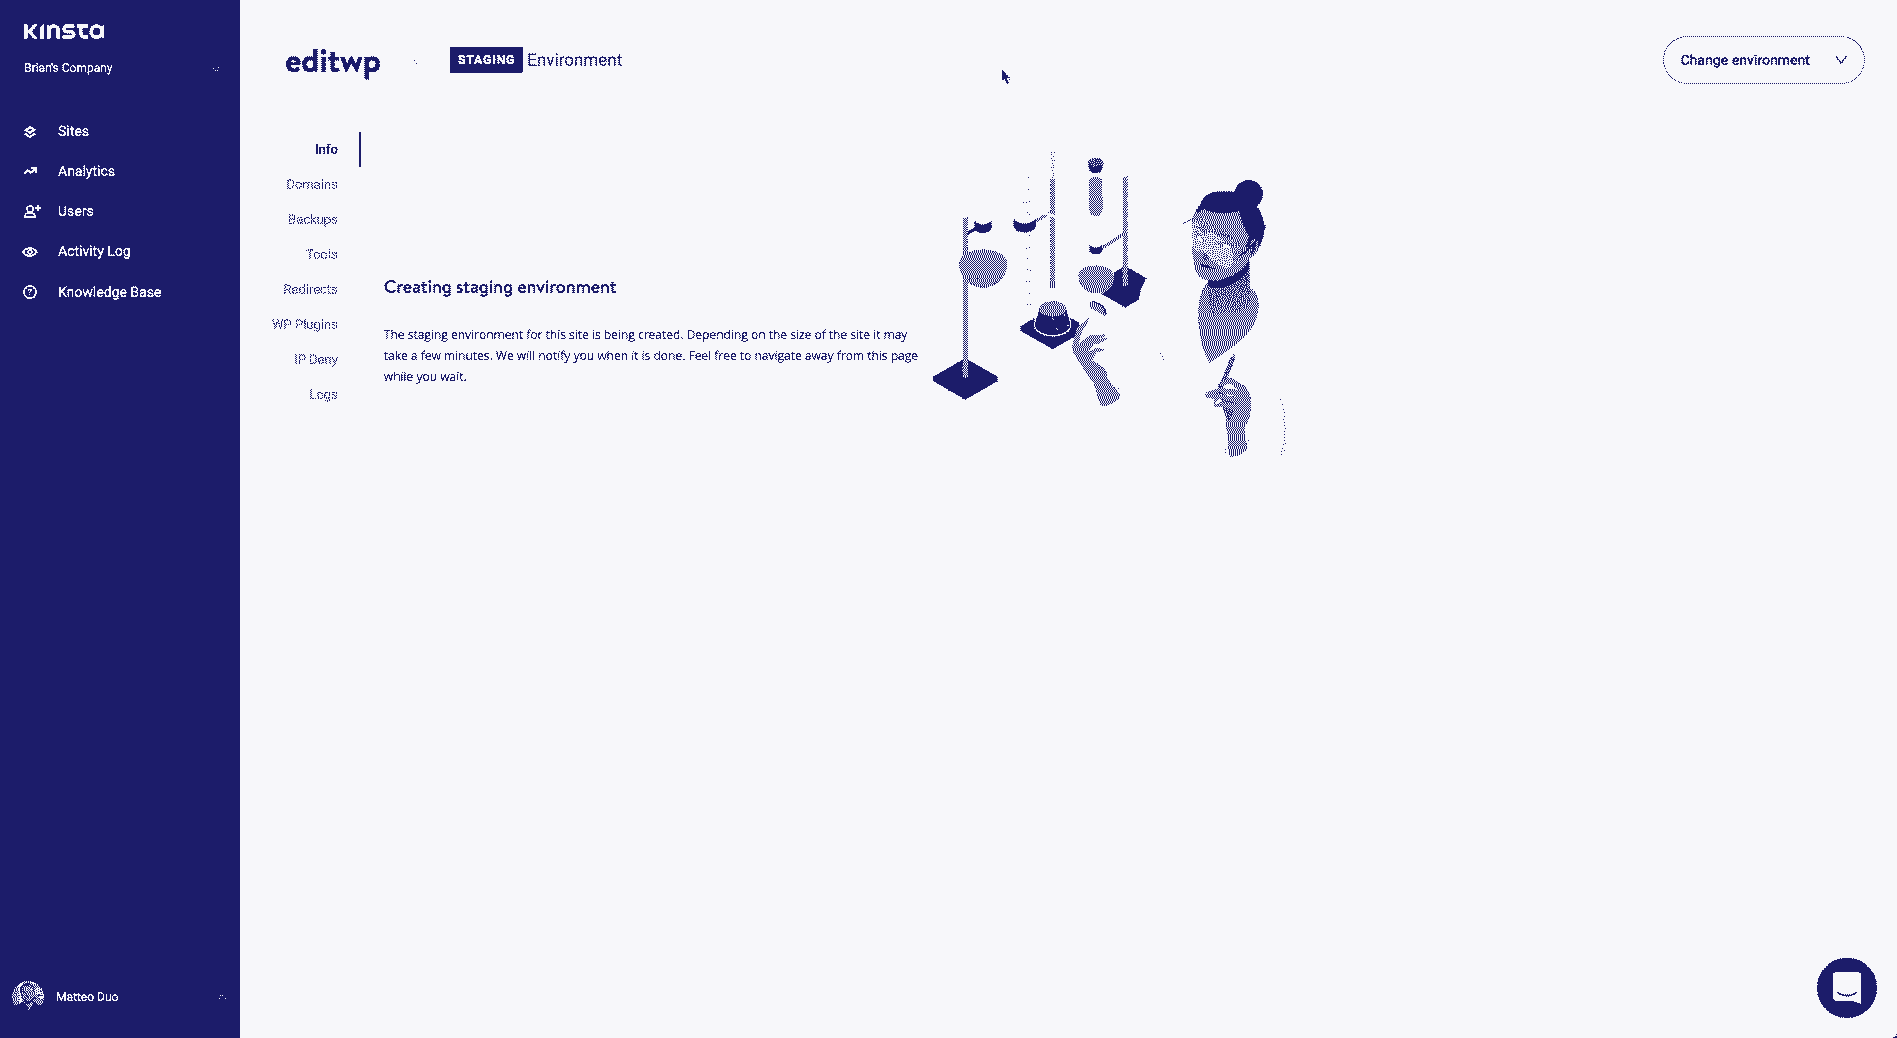 Kinsta
Brian's Company
Sites
Analytics
Users
Activity Log
Knowledge Base
Matteo Duo
editwp
STAGING Environment
Change environment
Info
Domains
Backups
Tools
Redirects
WP Plugins
IP Deny
Logs
Creating staging environment
The staging environment for this site is being created. Depending on the size of the site it may
take a few minutes. We will notify you when it is done. Feel free to navigate away from this page
while you wait.